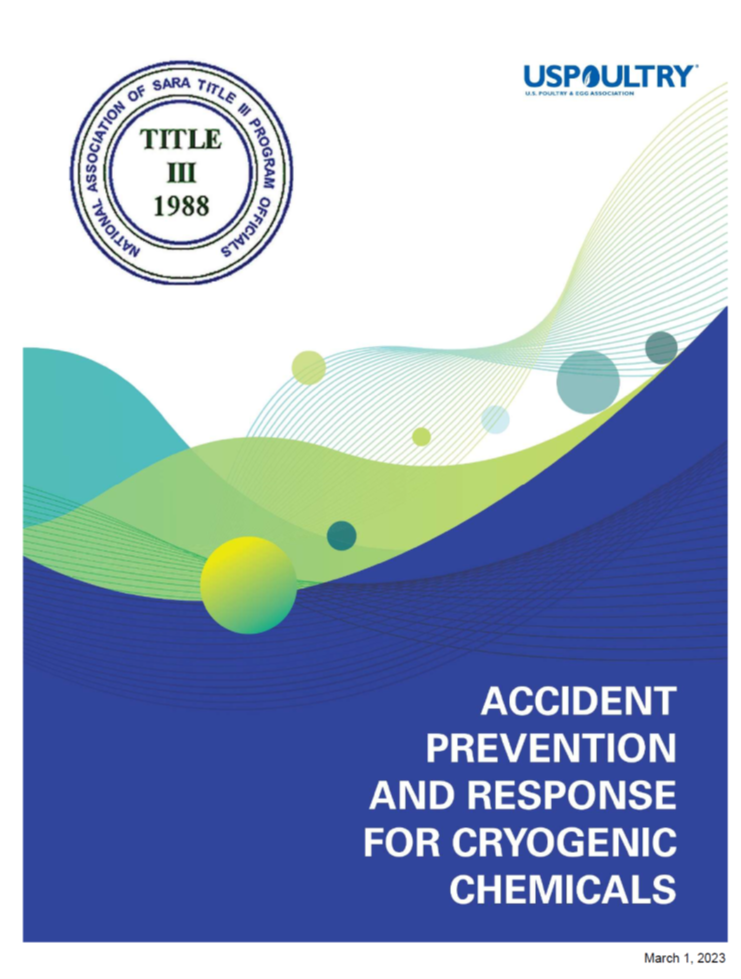 NATIONAL ASSOCIATION OF SARA TITLE III PROGRAM OFFICIALS
TITLE
III
1988
USPOULTRY
U.S. POULTRY & EGG ASSOCIATION
ACCIDENT
PREVENTION
AND RESPONSE
FOR CRYOGENIC
CHEMICALS
March 1, 2023